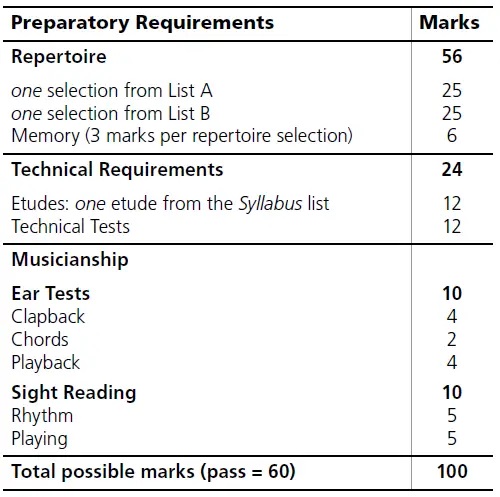 Preparatory Requirements Marks
Repertoire 56
one selection from List A 25
one selection from List B 25
Memory (3 marks per repertoire selection) 6
Technical Requirements 24
Etudes: one etude from the Syllabus list 12
Technical Tests 12
Musicianship
Ear Tests 10
Clapback 4
Chords 2
Playback 4
Sight Reading 10
Rhythm 5
Playing 5
Total possible marks (pass = 60) 100